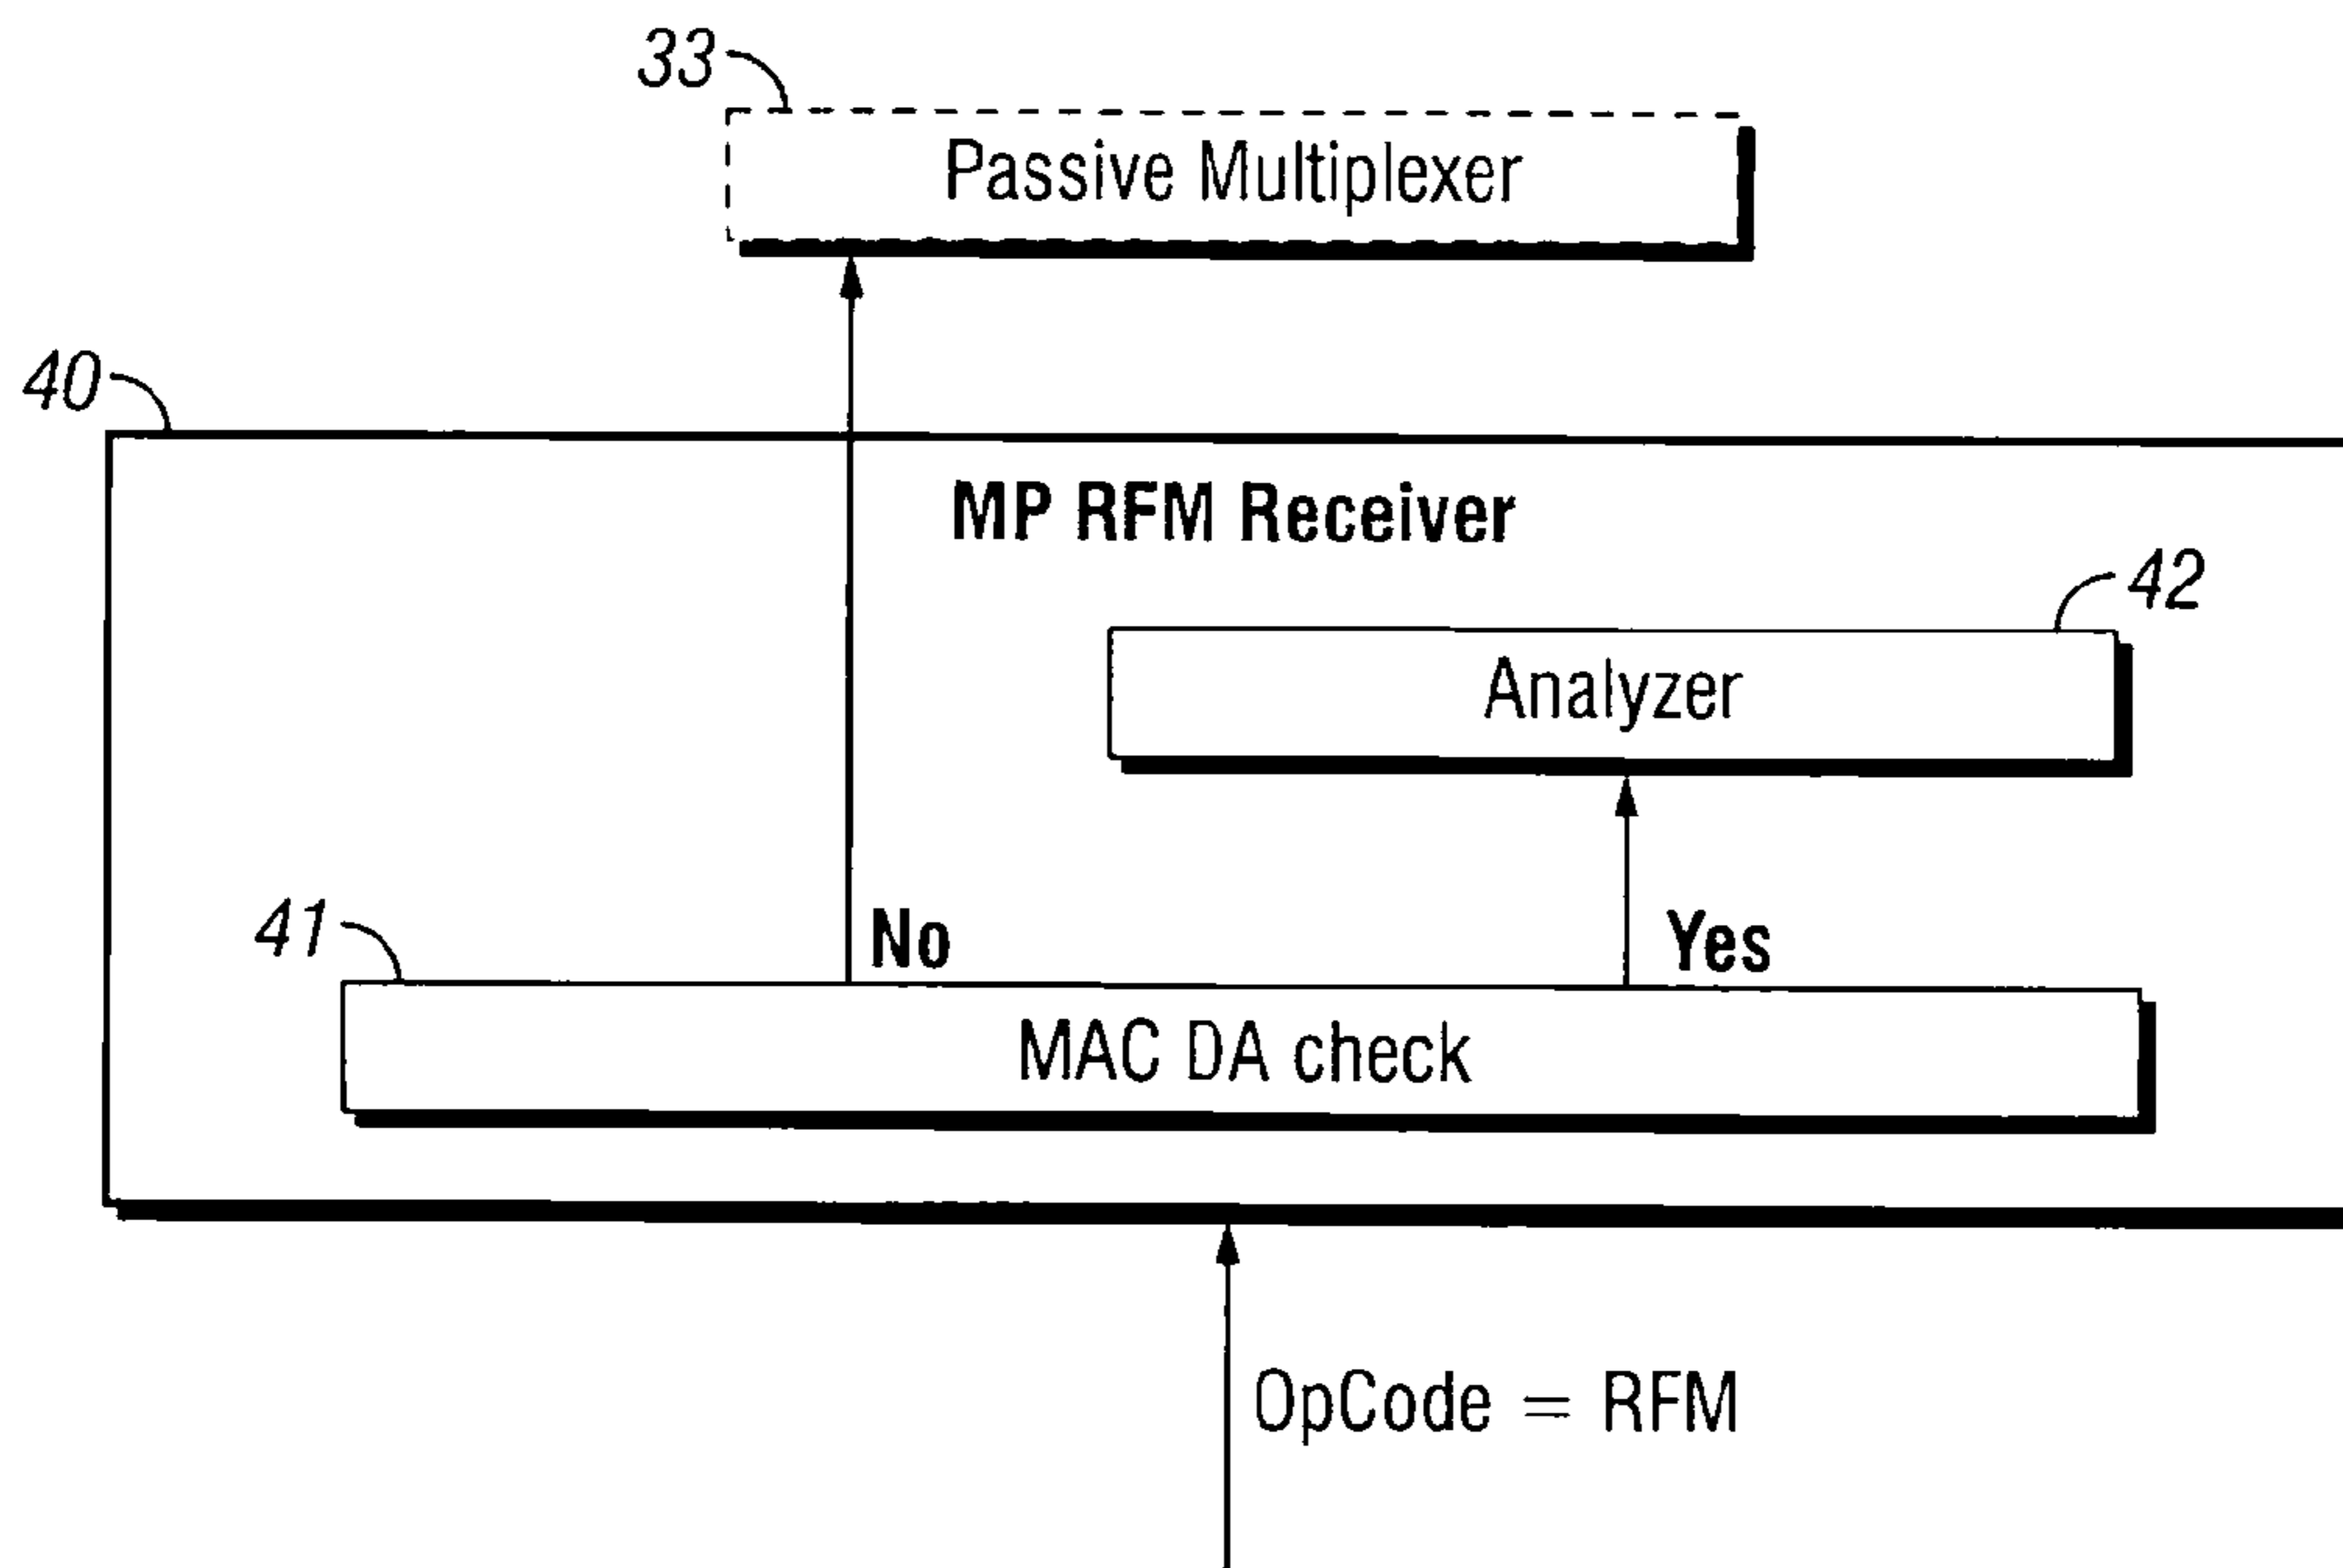 33
Passive Multiplexer
40
MP RFM Receiver
42
Analyzer
41
No
Yes
MAC DA check
OpCode = RFM